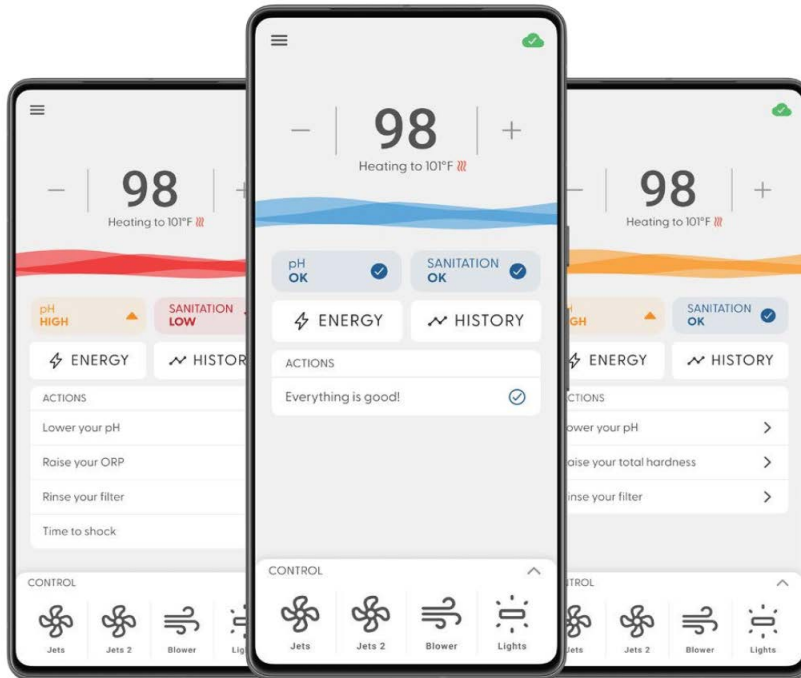 98
Heating to 101°F
pH
HIGH
SANITATION
LOW
ENERGY
HISTOR
ACTIONS
Lower your pH
Raise your ORP
Rinse your filter
Time to shock
CONTROL
Jets
Jets 2
Blower
Lig
98
Heating to 101°F
pH
OK
SANITATION
OK
ENERGY
HISTORY
ACTIONS
Everything is good!
CONTROL
Jets
Jets 2
Blower
Lights
98
Heating to 101°F
H
GH
SANITATION
OK
ENERGY
HISTORY
CTIONS
ower your pH
aise your total hardness
inse your filter
TROL
Jets
Jets 2
Blower
Lights